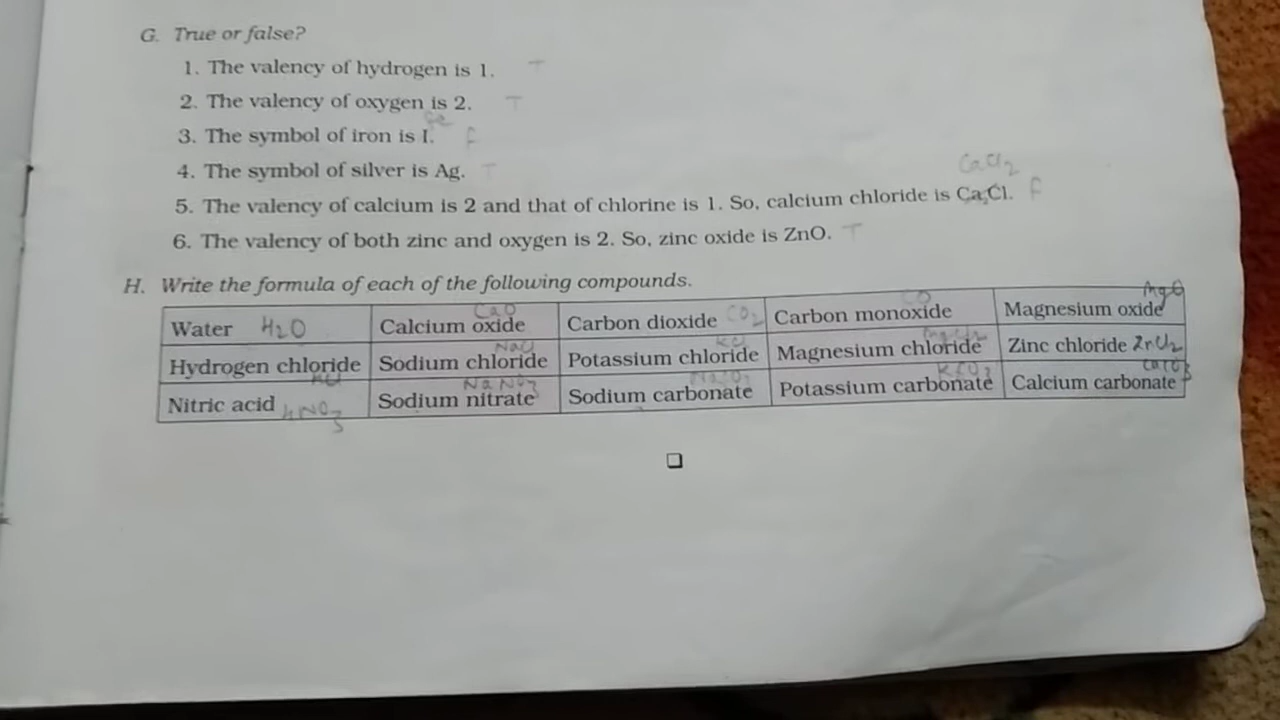 G. True or false?
1. The valency of hydrogen is 1. T
2. The valency of oxygen is 2. T
3. The symbol of iron is I. Fe F
4. The symbol of silver is Ag. T
CaCl2
5. The valency of calcium is 2 and that of chlorine is 1. So, calcium chloride is Ca2Cl. F
6. The valency of both zinc and oxygen is 2. So, zinc oxide is ZnO. T
H. Write the formula of each of the following compounds.
Water H2O Calcium oxide CaO Carbon dioxide CO2 Carbon monoxide CO Magnesium oxide MgO
Hydrogen chloride HCl Sodium chloride NaCl Potassium chloride KCl Magnesium chloride MgCl2 Zinc chloride ZnCl2
Nitric acid HNO3 Sodium nitrate NaNO3 Sodium carbonate Potassium carbonate KCO3 Calcium carbonate CaCO3